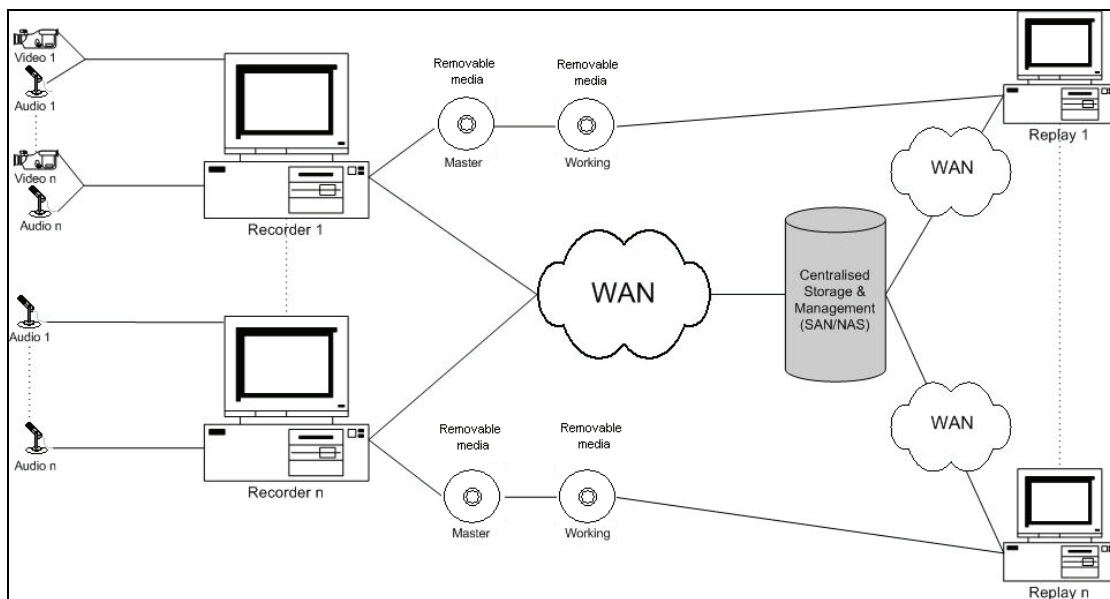 Video 1
Audio 1
Video n
Audio n
Recorder 1
Removable
media
Master
Removable
media
Working
Replay 1
WAN
WAN
Centralised
Storage &
Management
(SAN/NAS)
Audio 1
Audio n
Recorder n
Removable
media
Master
Removable
media
Working
WAN
Replay n